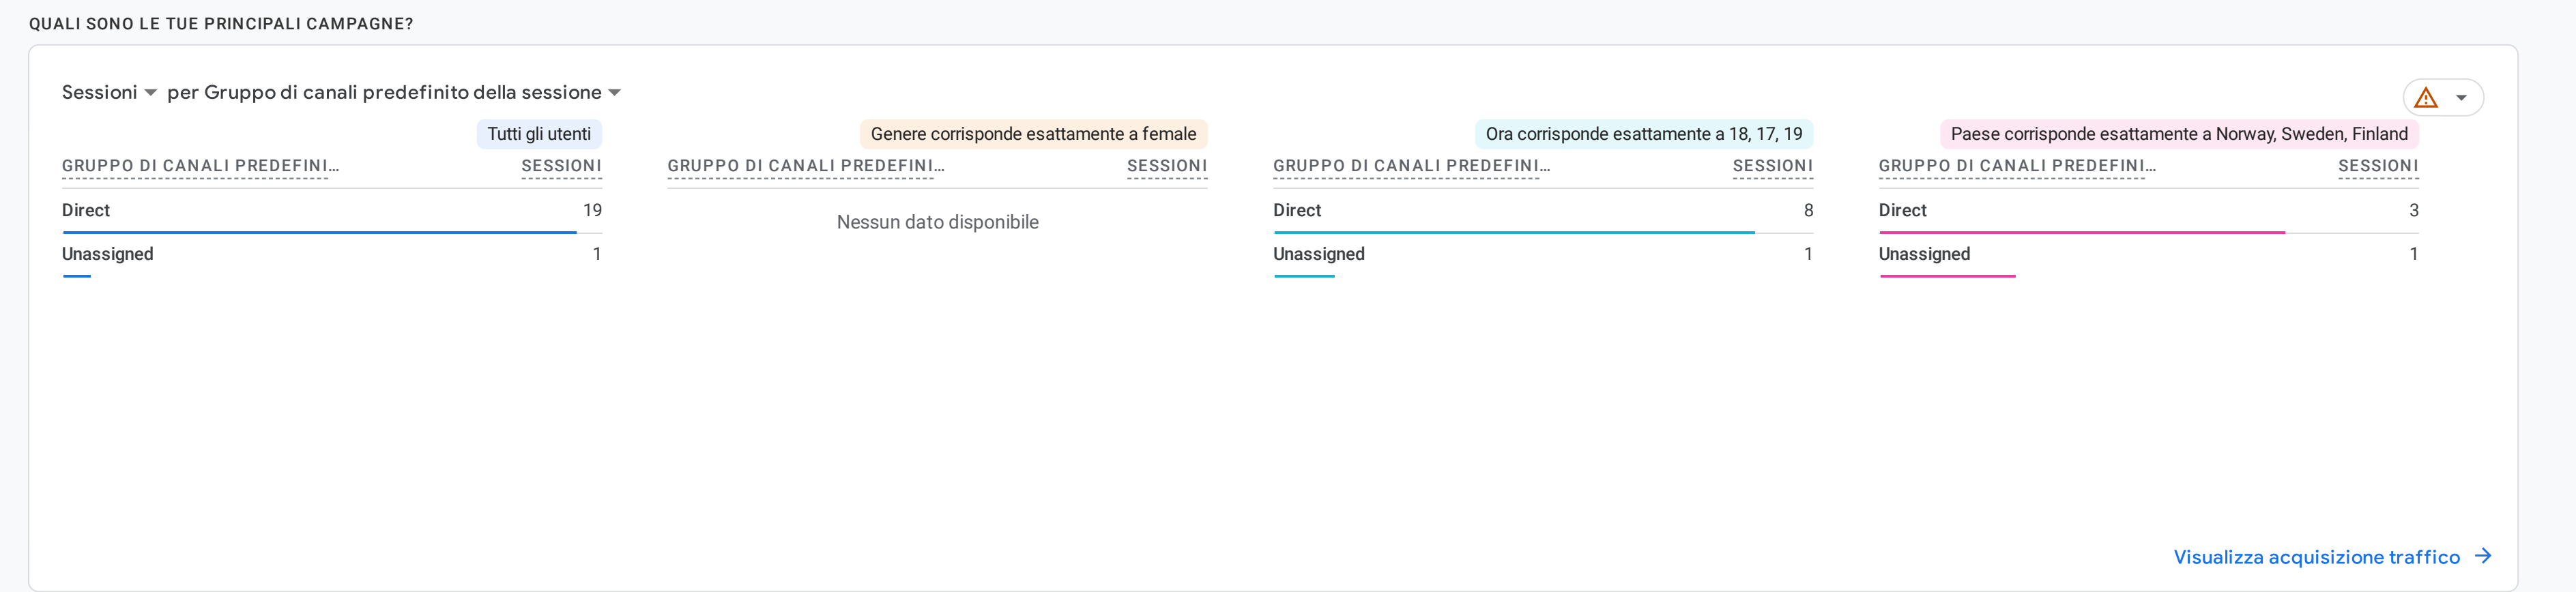 QUALI SONO LE TUE PRINCIPALI CAMPAGNE?
Sessioni per Gruppo di canali predefinito della sessione
Tutti gli utenti
GRUPPO DI CANALI PREDEFINI… SESSIONI
Direct 19
Unassigned 1
Genere corrisponde esattamente a female
GRUPPO DI CANALI PREDEFINI… SESSIONI
Nessun dato disponibile
Ora corrisponde esattamente a 18, 17, 19
GRUPPO DI CANALI PREDEFINI… SESSIONI
Direct 8
Unassigned 1
Paese corrisponde esattamente a Norway, Sweden, Finland
GRUPPO DI CANALI PREDEFINI… SESSIONI
Direct 3
Unassigned 1
Visualizza acquisizione traffico